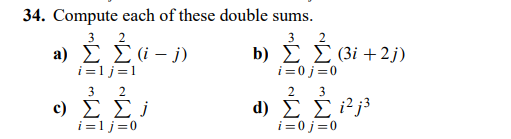 34. Compute each of these double sums.
a) $\sum_{i=1}^{3} \sum_{j=1}^{2} (i - j)$ b) $\sum_{i=0}^{3} \sum_{j=0}^{2} (3i + 2j)$
c) $\sum_{i=1}^{3} \sum_{j=0}^{2} j$ d) $\sum_{i=0}^{2} \sum_{j=0}^{3} i^2 j^3$